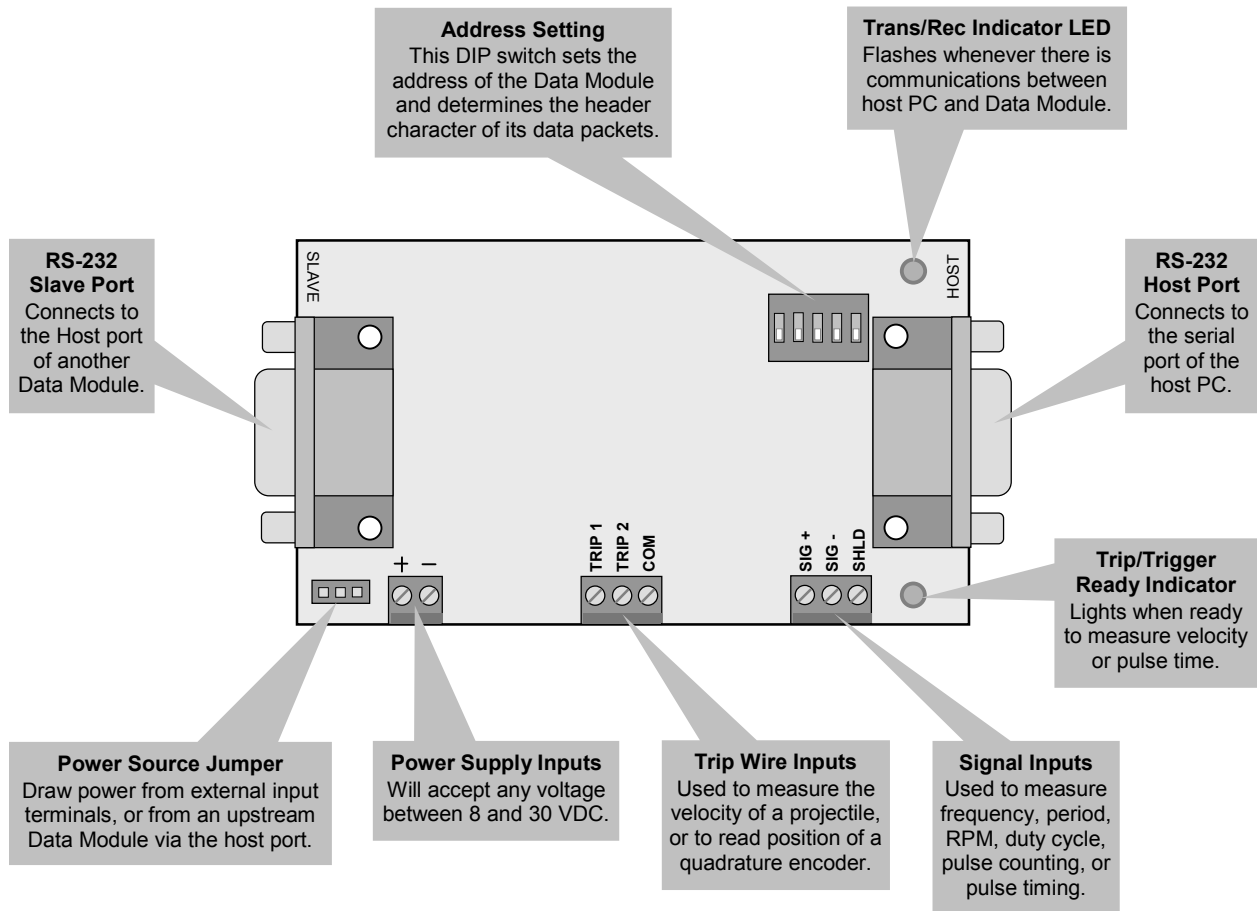 Address Setting
This DIP switch sets the
address of the Data Module
and determines the header
character of its data packets.
Trans/Rec Indicator LED
Flashes whenever there is
communications between
host PC and Data Module.
RS-232
Slave Port
Connects to
the Host port
of another
Data Module.
SLAVE
HOST
RS-232
Host Port
Connects to
the serial
port of the
host PC.
+
–
TRIP 1
TRIP 2
COM
SIG +
SIG -
SHLD
Trip/Trigger
Ready Indicator
Lights when ready
to measure velocity
or pulse time.
Power Source Jumper
Draw power from external input
terminals, or from an upstream
Data Module via the host port.
Power Supply Inputs
Will accept any voltage
between 8 and 30 VDC.
Trip Wire Inputs
Used to measure the
velocity of a projectile,
or to read position of a
quadrature encoder.
Signal Inputs
Used to measure
frequency, period,
RPM, duty cycle,
pulse counting, or
pulse timing.